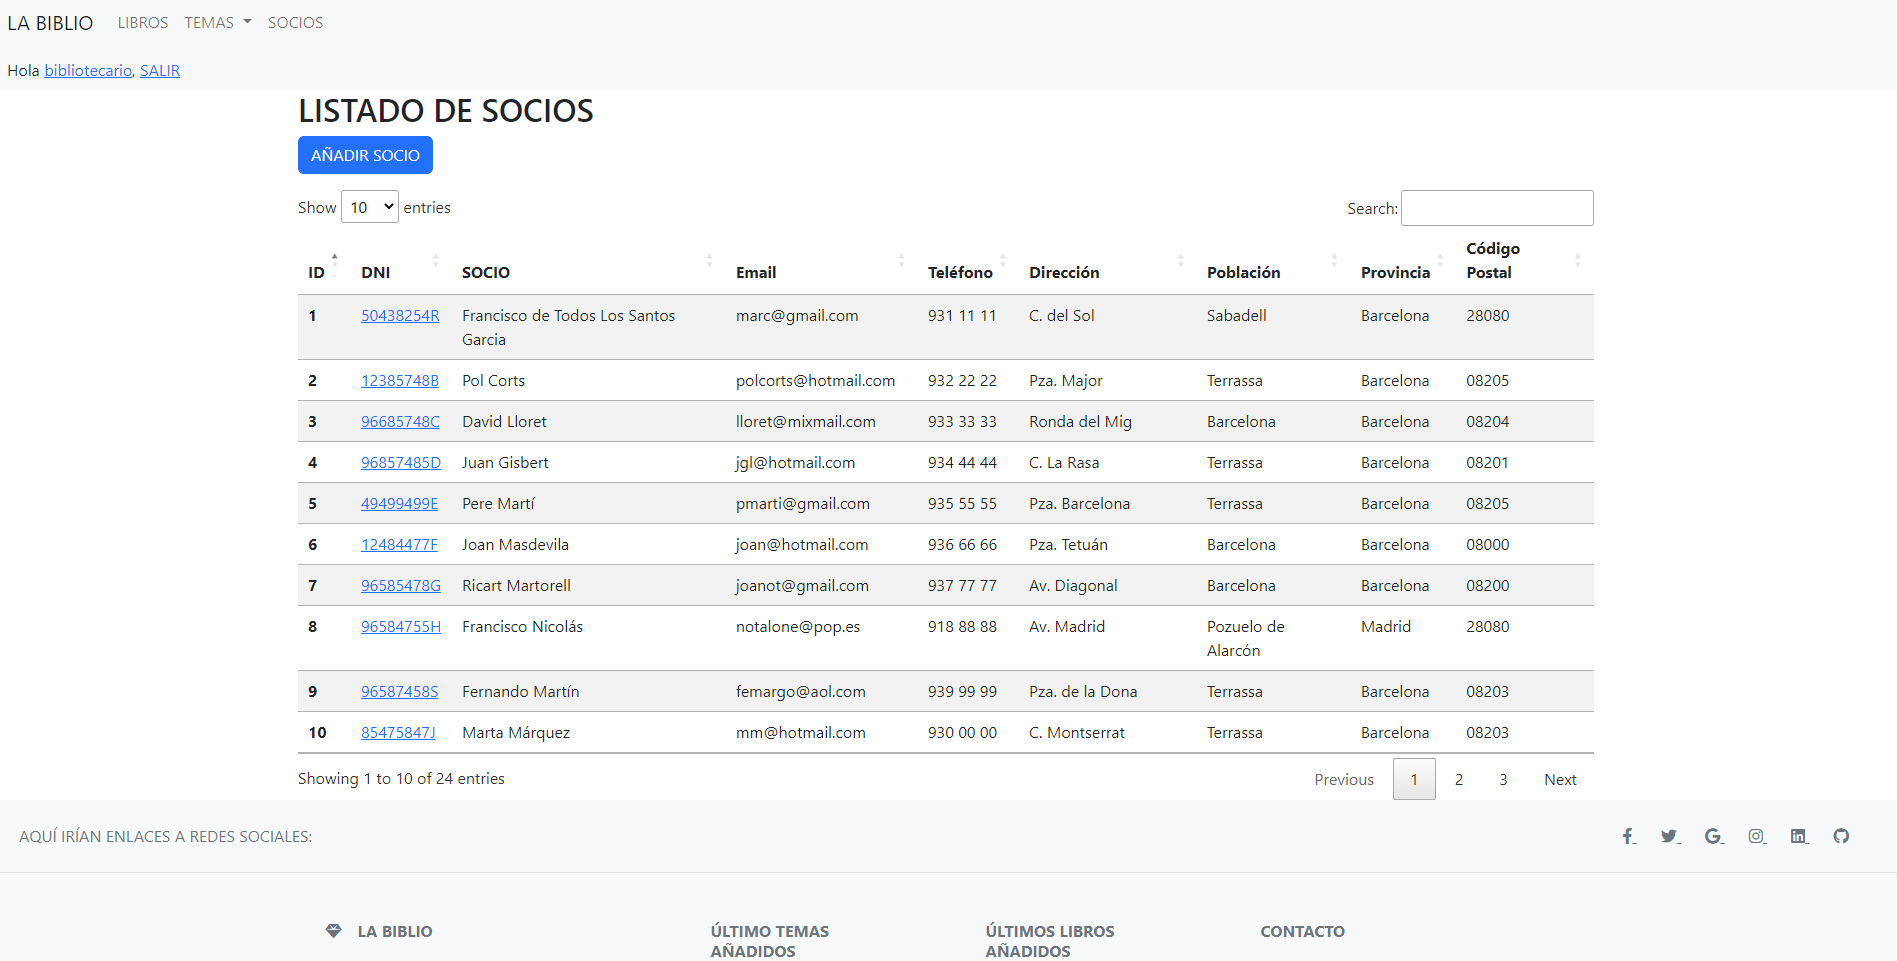 LA BIBLIO LIBROS TEMAS SOCIOS
Hola bibliotecario, SALIR
LISTADO DE SOCIOS
AÑADIR SOCIO
Show 10 entries Search:
ID DNI SOCIO Email Teléfono Dirección Población Provincia Código Postal
1 50438254R Francisco de Todos Los Santos Garcia marc@gmail.com 931 11 11 C. del Sol Sabadell Barcelona 28080
2 12385748B Pol Corts polcorts@hotmail.com 932 22 22 Pza. Major Terrassa Barcelona 08205
3 96685748C David Lloret lloret@mixmail.com 933 33 33 Ronda del Mig Barcelona Barcelona 08204
4 96857485D Juan Gisbert jgl@hotmail.com 934 44 44 C. La Rasa Terrassa Barcelona 08201
5 49499499E Pere Martí pmarti@gmail.com 935 55 55 Pza. Barcelona Terrassa Barcelona 08205
6 12484477F Joan Masdevila joan@hotmail.com 936 66 66 Pza. Tetuán Barcelona Barcelona 08000
7 96585478G Ricart Martorell joanot@gmail.com 937 77 77 Av. Diagonal Barcelona Barcelona 08200
8 96584755H Francisco Nicolás notalone@pop.es 918 88 88 Av. Madrid Pozuelo de Alarcón Madrid 28080
9 96587458S Fernando Martín femargo@aol.com 939 99 99 Pza. de la Dona Terrassa Barcelona 08203
10 85475847J Marta Márquez mm@hotmail.com 930 00 00 C. Montserrat Terrassa Barcelona 08203
Showing 1 to 10 of 24 entries Previous 1 2 3 Next
AQUÍ IRÍAN ENLACES A REDES SOCIALES:
LA BIBLIO
ÚLTIMO TEMAS
AÑADIDOS
ÚLTIMOS LIBROS
AÑADIDOS
CONTACTO